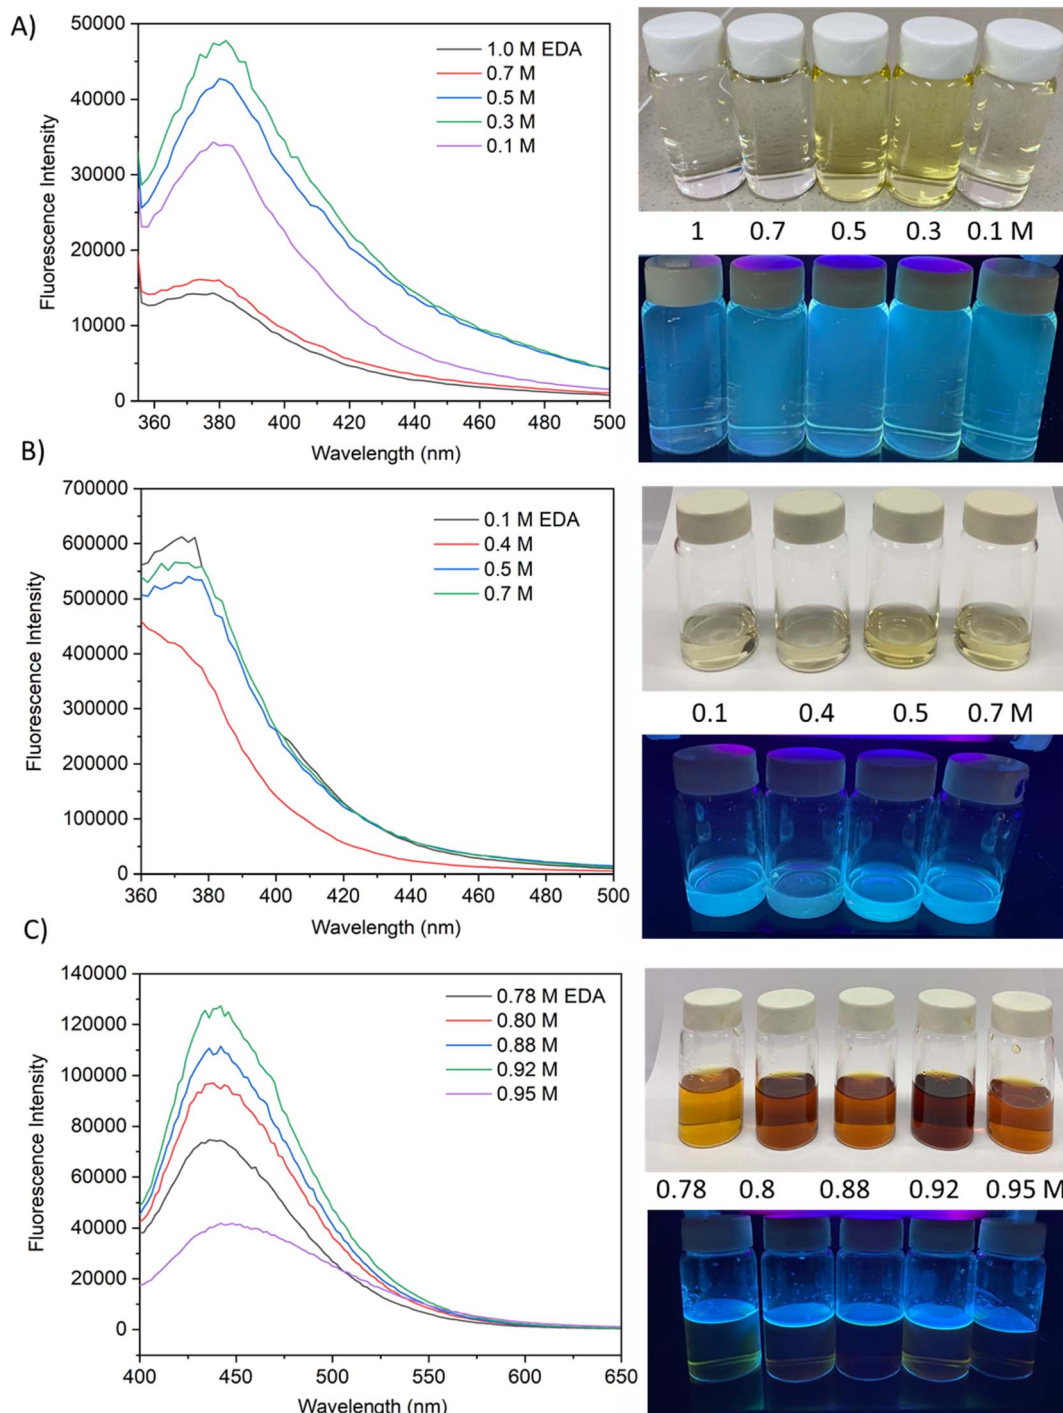 A)
50000
40000
30000
20000
10000
0
Fluorescence Intensity
360 380 400 420 440 460 480 500
Wavelength (nm)
1.0 M EDA
0.7 M
0.5 M
0.3 M
0.1 M
1 0.7 0.5 0.3 0.1 M
B)
700000
600000
500000
400000
300000
200000
100000
0
Fluorescence Intensity
360 380 400 420 440 460 480 500
Wavelength (nm)
0.1 M EDA
0.4 M
0.5 M
0.7 M
0.1 0.4 0.5 0.7 M
C)
140000
120000
100000
80000
60000
40000
20000
0
Fluorescence Intensity
400 450 500 550 600 650
Wavelength (nm)
0.78 M EDA
0.80 M
0.88 M
0.92 M
0.95 M
0.78 0.8 0.88 0.92 0.95 M